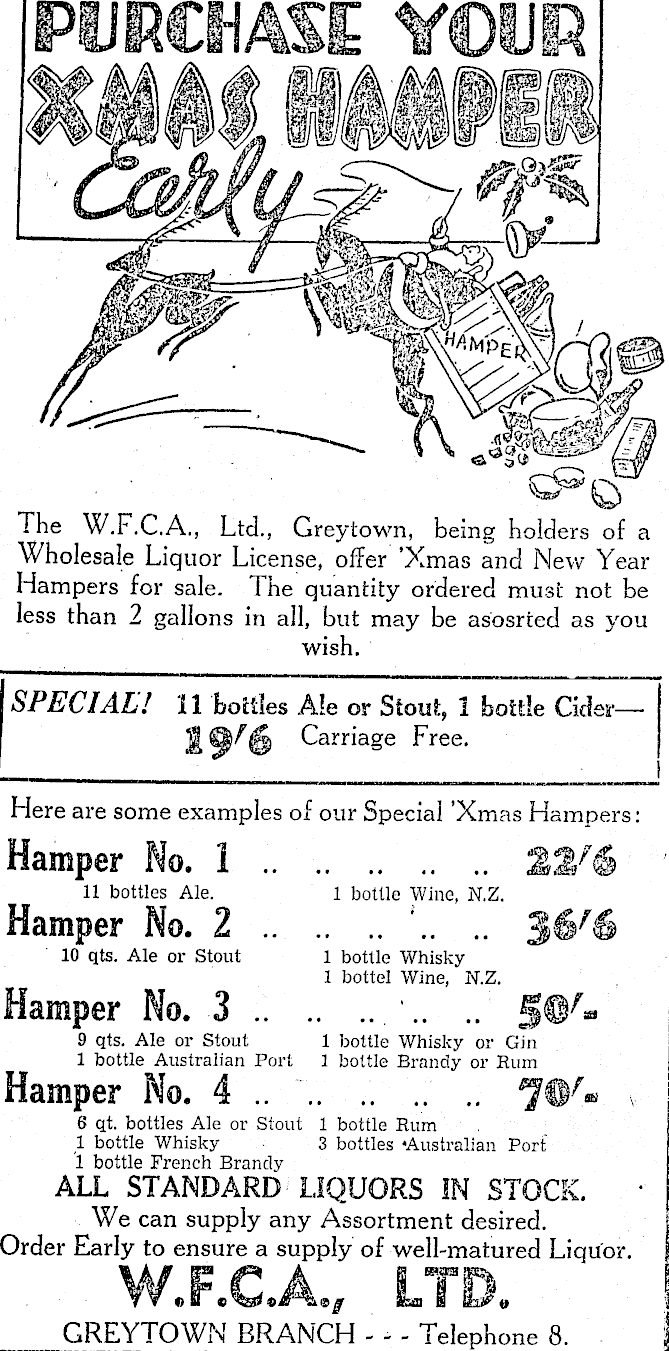 PURCHASE YOUR
XMAS HAMPER
Early
HAMPER
The W.F.C.A., Ltd., Greytown, being holders of a
Wholesale Liquor License, offer 'Xmas and New Year
Hampers for sale. The quantity ordered must not be
less than 2 gallons in all, but may be asosrted as you
wish.
SPECIAL! 11 bottles Ale or Stout, 1 bottle Cider—
19/6 Carriage Free.
Here are some examples of our Special 'Xmas Hampers:
Hamper No. 1 .. .. .. .. .. 22/6
11 bottles Ale. 1 bottle Wine, N.Z.
Hamper No. 2 .. .. .. .. .. 36/6
10 qts. Ale or Stout 1 bottle Whisky
1 bottel Wine, N.Z.
Hamper No. 3 .. .. .. .. .. 50/-
9 qts. Ale or Stout 1 bottle Whisky or Gin
1 bottle Australian Port 1 bottle Brandy or Rum
Hamper No. 4 .. .. .. .. .. 70/-
6 qt. bottles Ale or Stout 1 bottle Rum
1 bottle Whisky 3 bottles Australian Port
1 bottle French Brandy
ALL STANDARD LIQUORS IN STOCK.
We can supply any Assortment desired.
Order Early to ensure a supply of well-matured Liquor.
W.F.C.A., LTD.
GREYTOWN BRANCH - - - Telephone 8.